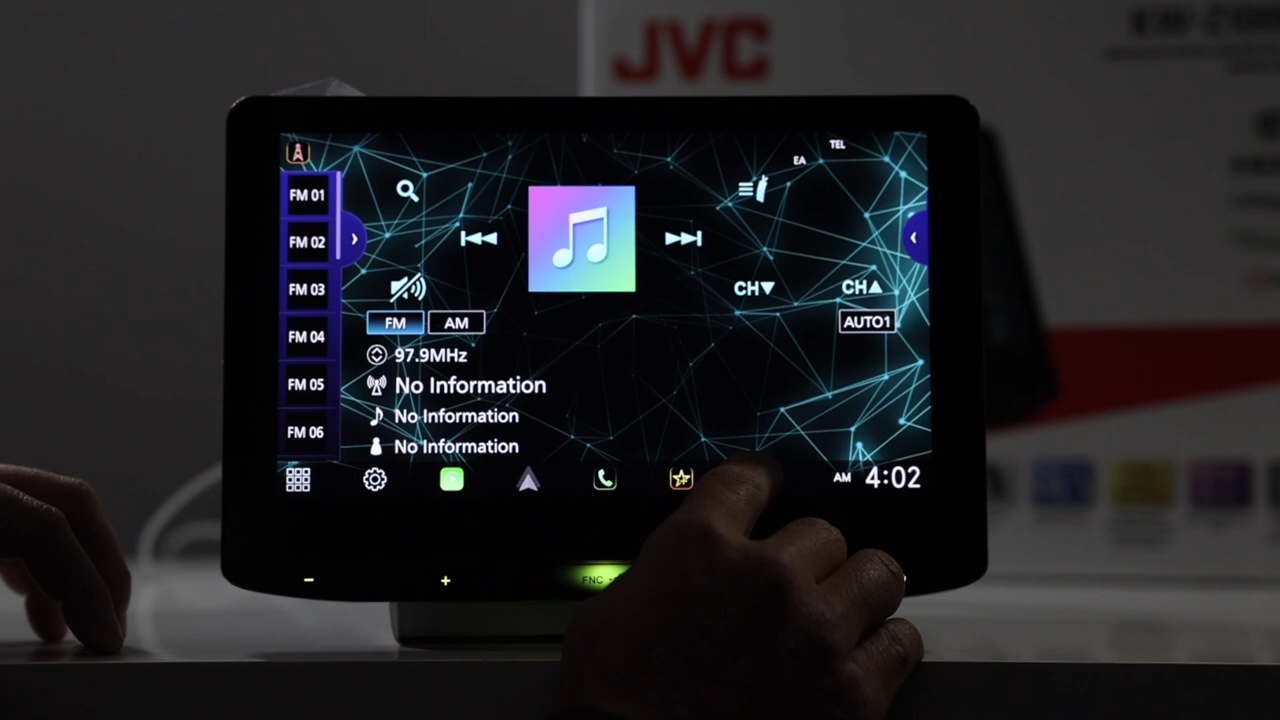 JVC
TEL
EA
FM 01
FM 02
FM 03
FM 04
FM 05
FM 06
CH▼
CH▲
FM
AM
AUTO1
97.9MHz
No Information
No Information
No Information
AM 4:02
- + FNC